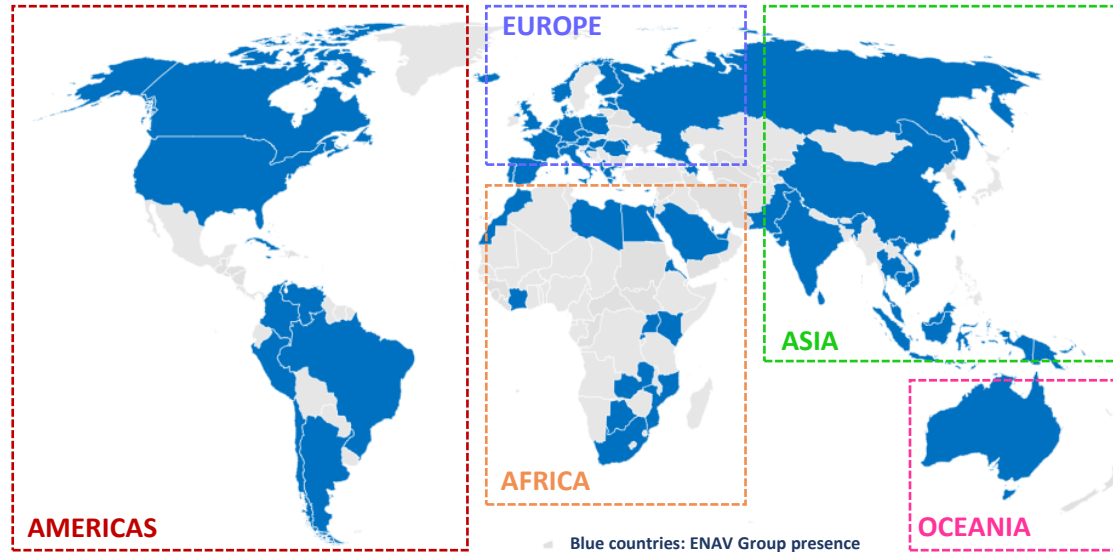 EUROPE
ASIA
AFRICA
AMERICAS
OCEANIA
Blue countries: ENAV Group presence